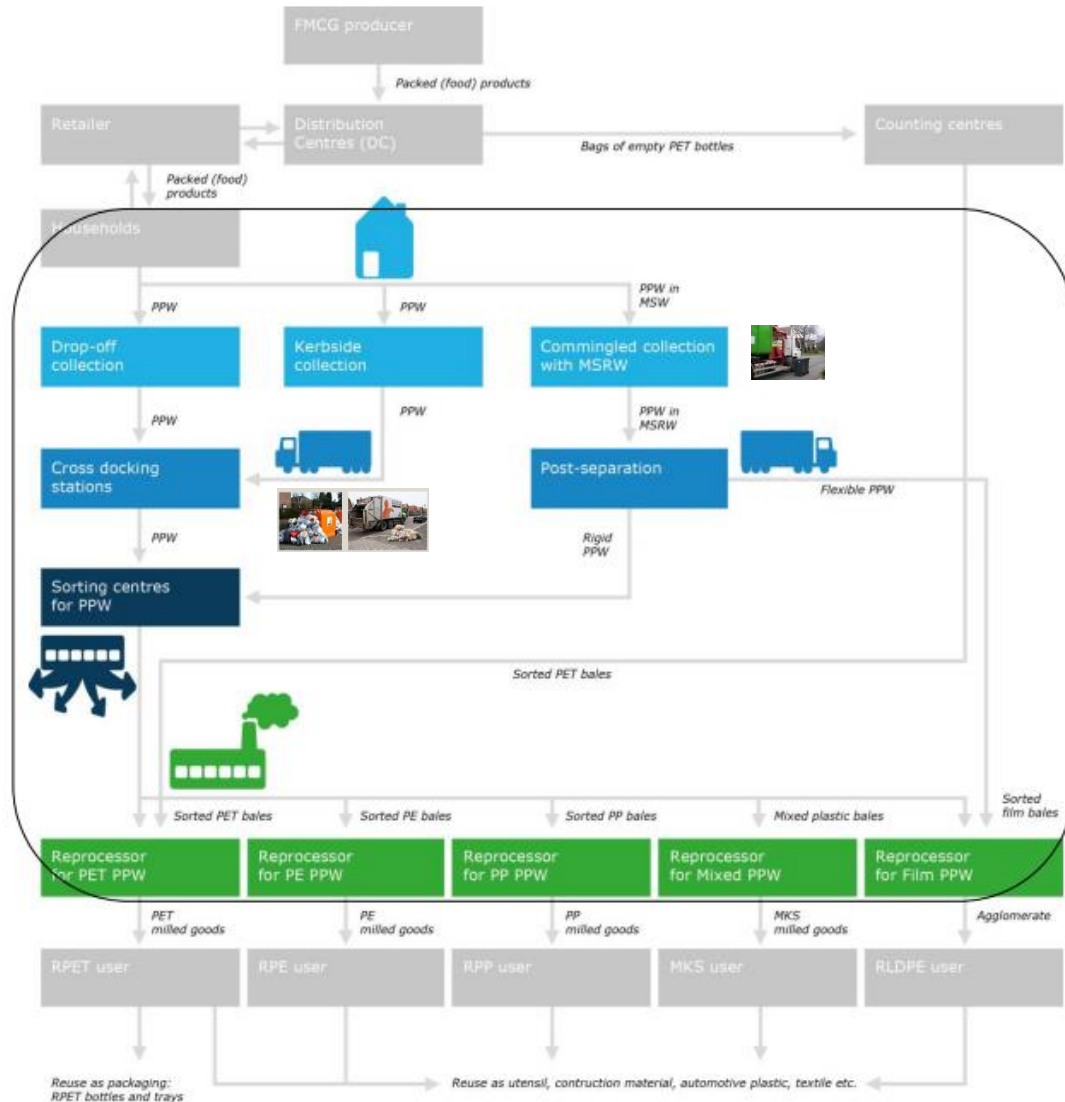 FMCG producer
Packed (food) products
Retailer
Distribution
Centres (DC)
Counting centres
Bags of empty PET bottles
Packed (food)
products
Households
PPW
PPW
PPW in
MSW
Drop-off
collection
Kerbside
collection
Commingled collection
with MSRW
PPW
PPW
PPW in
MSRW
Cross docking
stations
Post-separation
Flexible PPW
PPW
Rigid
PPW
Sorting centres
for PPW
Sorted PET bales
Sorted PET bales
Sorted PE bales
Sorted PP bales
Mixed plastic bales
Sorted
film bales
Reprocessor
for PET PPW
Reprocessor
for PE PPW
Reprocessor
for PP PPW
Reprocessor
for Mixed PPW
Reprocessor
for Film PPW
PET
milled goods
PE
milled goods
PP
milled goods
MKS
milled goods
Agglomerate
RPET user
RPE user
RPP user
MKS user
RLDPE user
Reuse as packaging:
RPET bottles and trays
Reuse as utensil, contruction material, automotive plastic, textile etc.